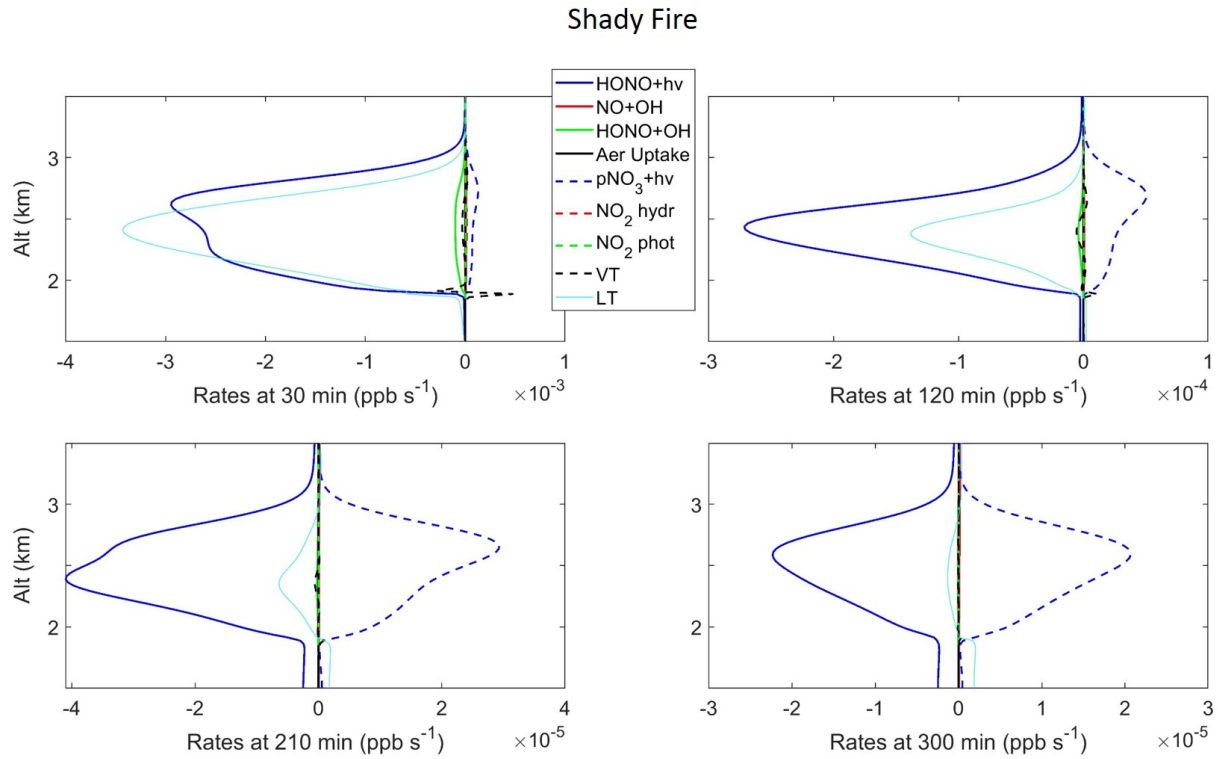 Shady Fire
HONO+hv
NO+OH
HONO+OH
Aer Uptake
pNO₃+hv
NO₂ hydr
NO₂ phot
VT
LT
Alt (km)
3
2
-4 -3 -2 -1 0 1
Rates at 30 min (ppb s⁻¹) ×10⁻³
Alt (km)
3
2
-3 -2 -1 0 1
Rates at 120 min (ppb s⁻¹) ×10⁻⁴
Alt (km)
3
2
-4 -2 0 2 4
Rates at 210 min (ppb s⁻¹) ×10⁻⁵
Alt (km)
3
2
-3 -2 -1 0 1 2 3
Rates at 300 min (ppb s⁻¹) ×10⁻⁵